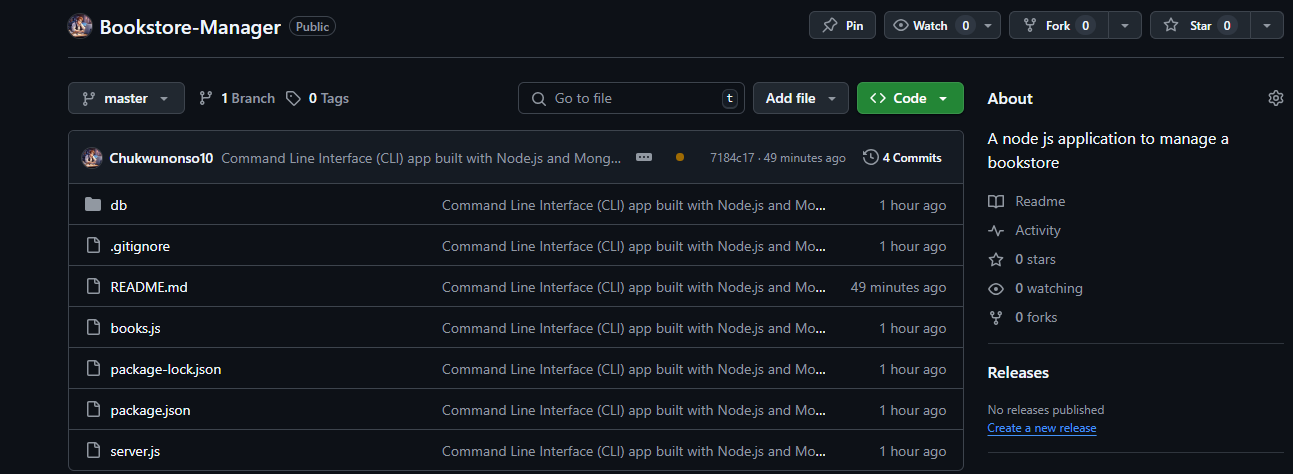 Bookstore-Manager Public Pin Watch 0 Fork 0 Star 0
master 1 Branch 0 Tags Go to file t Add file Code
About
A node js application to manage a
bookstore
Readme
Activity
0 stars
0 watching
0 forks
Releases
No releases published
Create a new release
Chukwunonso10 Command Line Interface (CLI) app built with Node.js and Mong... 7184c17 · 49 minutes ago 4 Commits
db Command Line Interface (CLI) app built with Node.js and Mo... 1 hour ago
.gitignore Command Line Interface (CLI) app built with Node.js and Mo... 1 hour ago
README.md Command Line Interface (CLI) app built with Node.js and Mo... 49 minutes ago
books.js Command Line Interface (CLI) app built with Node.js and Mo... 1 hour ago
package-lock.json Command Line Interface (CLI) app built with Node.js and Mo... 1 hour ago
package.json Command Line Interface (CLI) app built with Node.js and Mo... 1 hour ago
server.js Command Line Interface (CLI) app built with Node.js and Mo... 1 hour ago